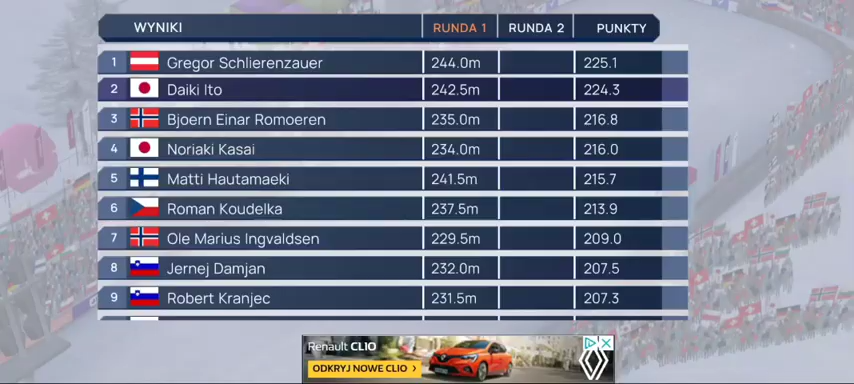 WYNIKI RUNDA 1 RUNDA 2 PUNKTY
1 Gregor Schlierenzauer 244.0m 225.1
2 Daiki Ito 242.5m 224.3
3 Bjoern Einar Romoeren 235.0m 216.8
4 Noriaki Kasai 234.0m 216.0
5 Matti Hautamaeki 241.5m 215.7
6 Roman Koudelka 237.5m 213.9
7 Ole Marius Ingvaldsen 229.5m 209.0
8 Jernej Damjan 232.0m 207.5
9 Robert Kranjec 231.5m 207.3
Renault CLIO
ODKRYJ NOWE CLIO >